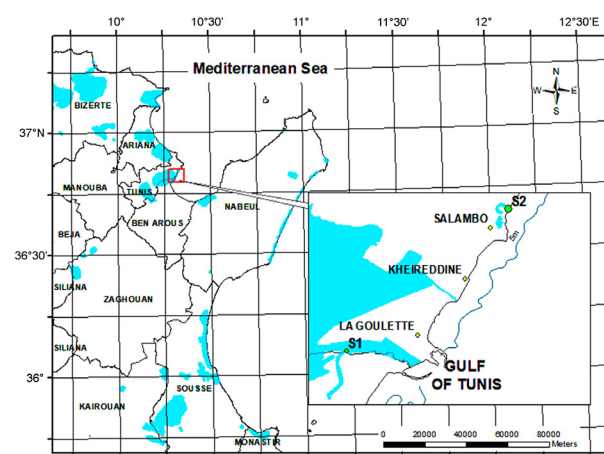 10° 10°30' 11°30' 12° 12°30'E
Mediterranean Sea
N
W E
S
BIZERTE
37°N
ARIANA
MANOUBA
TUNIS
NABEUL
BEN AROUS
BEJA
36°30'
SILIANA
ZAGHOUAN
SILIANA
36°
SOUSSE
KAIROUAN
MONASTIR
S2
SALAMBO
5m
KHEIREDDINE
LA GOULETTE
S1
GULF
OF TUNIS
0 20000 40000 60000 80000
Meters